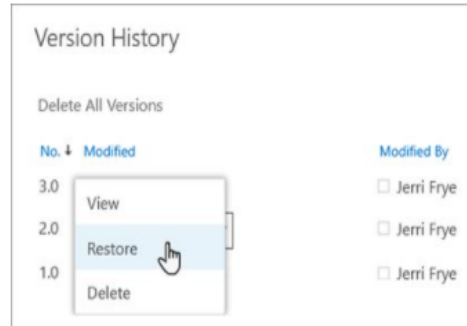 Version History
Delete All Versions
No. ↓ Modified Modified By
3.0 Jerri Frye
View
2.0 Jerri Frye
Restore
1.0 Jerri Frye
Delete